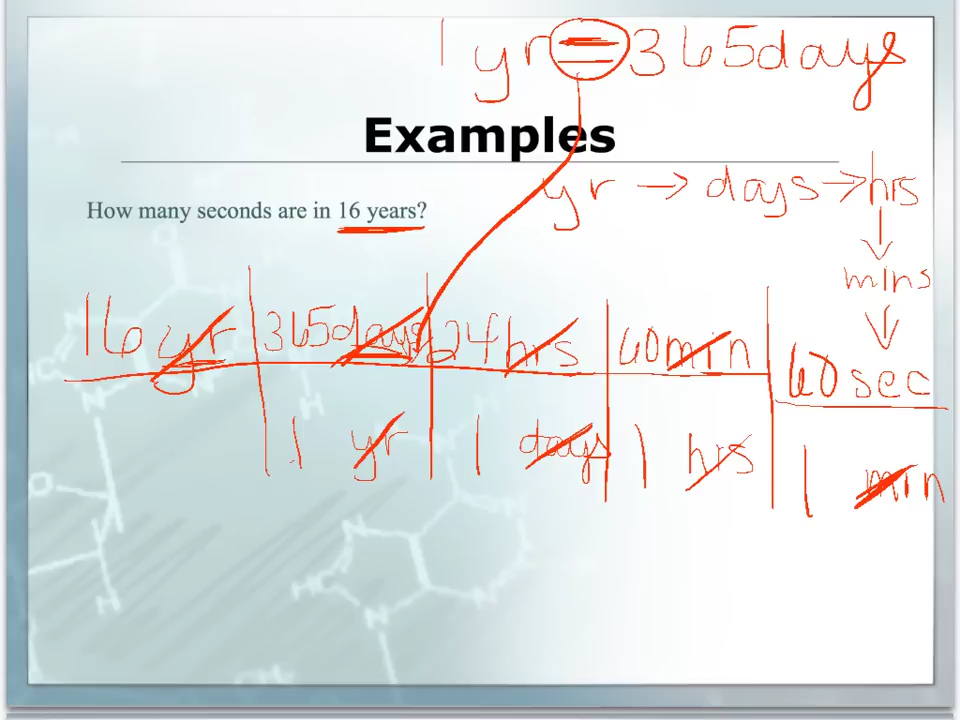 1 yr = 365 days
Examples
yr → days → hrs
How many seconds are in 16 years?
↓
mins
↓
16 yr 365 days 24 hrs 60 min 60 sec
1 yr 1 days 1 hrs 1 min